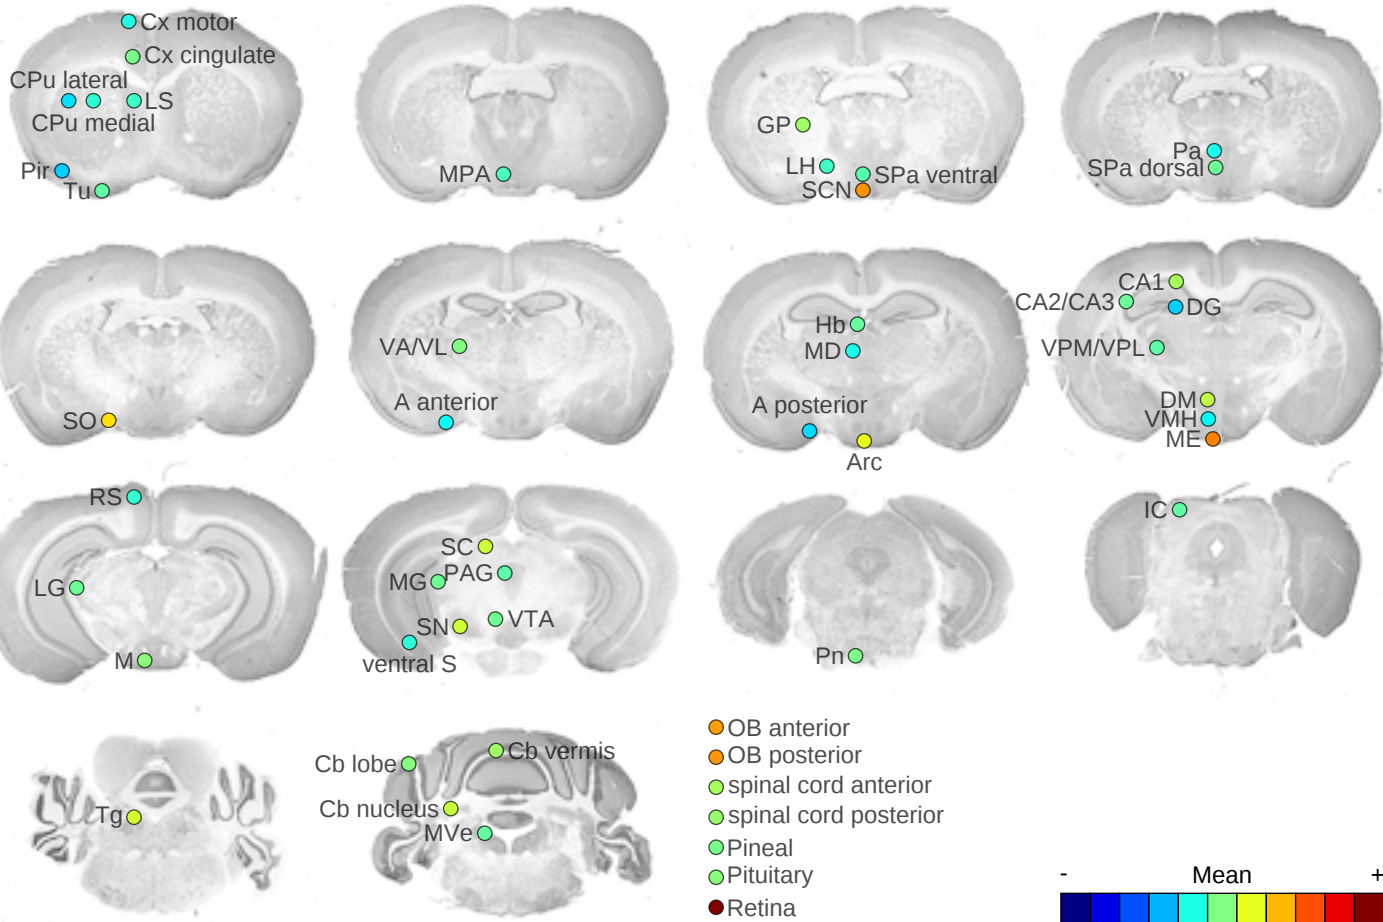 Cx motor
Cx cingulate
CPu lateral
LS
CPu medial
Pir
Tu
MPA
GP
LH
SPa ventral
SCN
Pa
SPa dorsal
SO
VA/VL
A anterior
Hb
MD
A posterior
Arc
CA1
CA2/CA3
DG
VPM/VPL
DM
VMH
ME
RS
LG
M
SC
MG
PAG
SN
VTA
ventral S
Pn
IC
Tg
Cb lobe
Cb vermis
Cb nucleus
MVe
OB anterior
OB posterior
spinal cord anterior
spinal cord posterior
Pineal
Pituitary
Retina
- Mean +